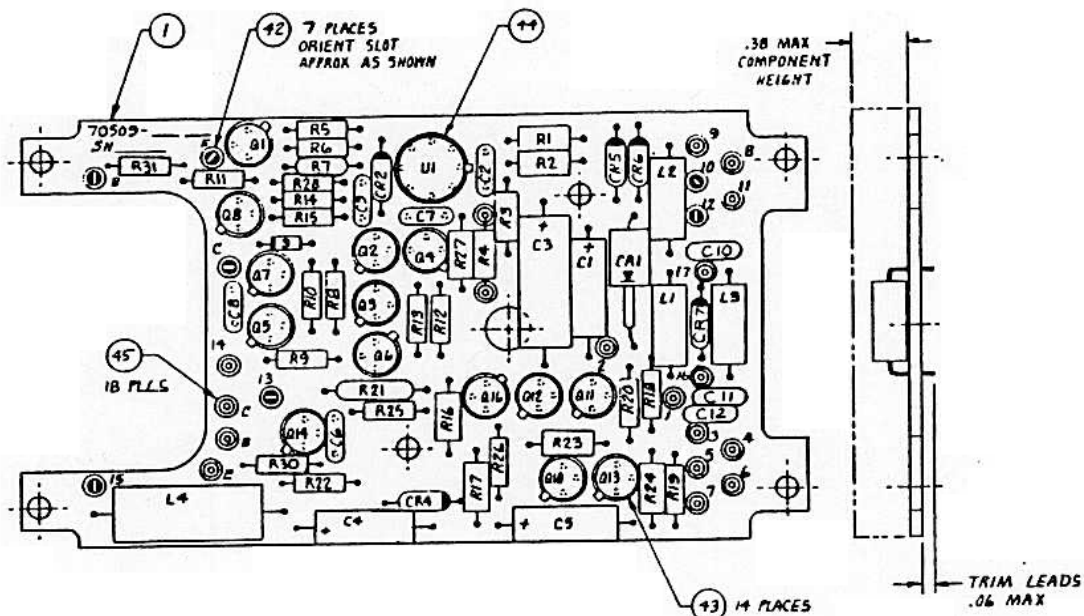 1
42 7 PLACES
ORIENT SLOT
APPROX AS SHOWN
44
.38 MAX
COMPONENT
HEIGHT
70509-
SN
E
Q1
R5
R6
R7
R28
R14
R15
CR2
U1
C2
R1
R2
CR5
CR6
L2
9
8
10
11
12
B
R31
R11
Q8
C
C7
R3
C3
+
C1
+
CR1
C10
17
Q7
Q2
Q4
R27
R4
C8
R10
R8
Q5
Q6
R13
R12
L1
CR7
L3
14
R9
2
45
18 PLCS
13
C
R21
R25
R16
Q16
Q12
Q11
R20
R18
16
1
C11
C12
3
4
B
Q14
C6
R26
R23
5
6
E
R30
R22
R17
Q10
Q13
R24
R19
7
15
L4
CR4
+ C4
+ C5
43 14 PLACES
TRIM LEADS
.06 MAX